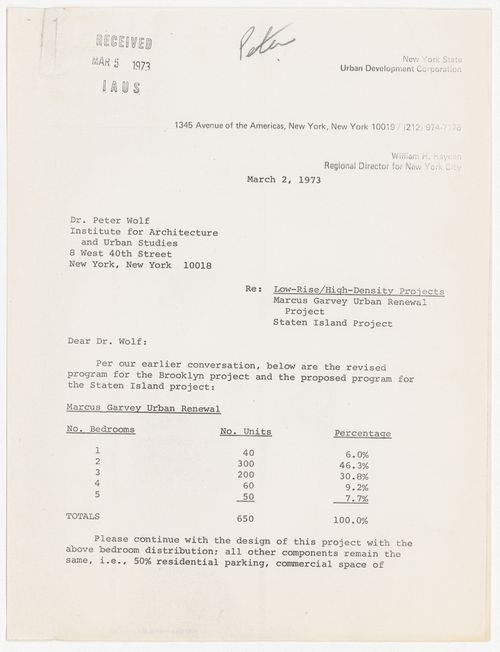 RECEIVED
MAR 5 1973
IAUS
Peter
New York State
Urban Development Corporation
1345 Avenue of the Americas, New York, New York 10019 / (212) 974-7178
William H. Hayden
Regional Director for New York City
March 2, 1973
Dr. Peter Wolf
Institute for Architecture
and Urban Studies
8 West 40th Street
New York, New York 10018
Re: Low-Rise/High-Density Projects
Marcus Garvey Urban Renewal
Project
Staten Island Project
Dear Dr. Wolf:
Per our earlier conversation, below are the revised
program for the Brooklyn project and the proposed program for
the Staten Island project:
Marcus Garvey Urban Renewal
No. Bedrooms No. Units Percentage
1 40 6.0%
2 300 46.3%
3 200 30.8%
4 60 9.2%
5 50 7.7%
TOTALS 650 100.0%
Please continue with the design of this project with the
above bedroom distribution; all other components remain the
same, i.e., 50% residential parking, commercial space of